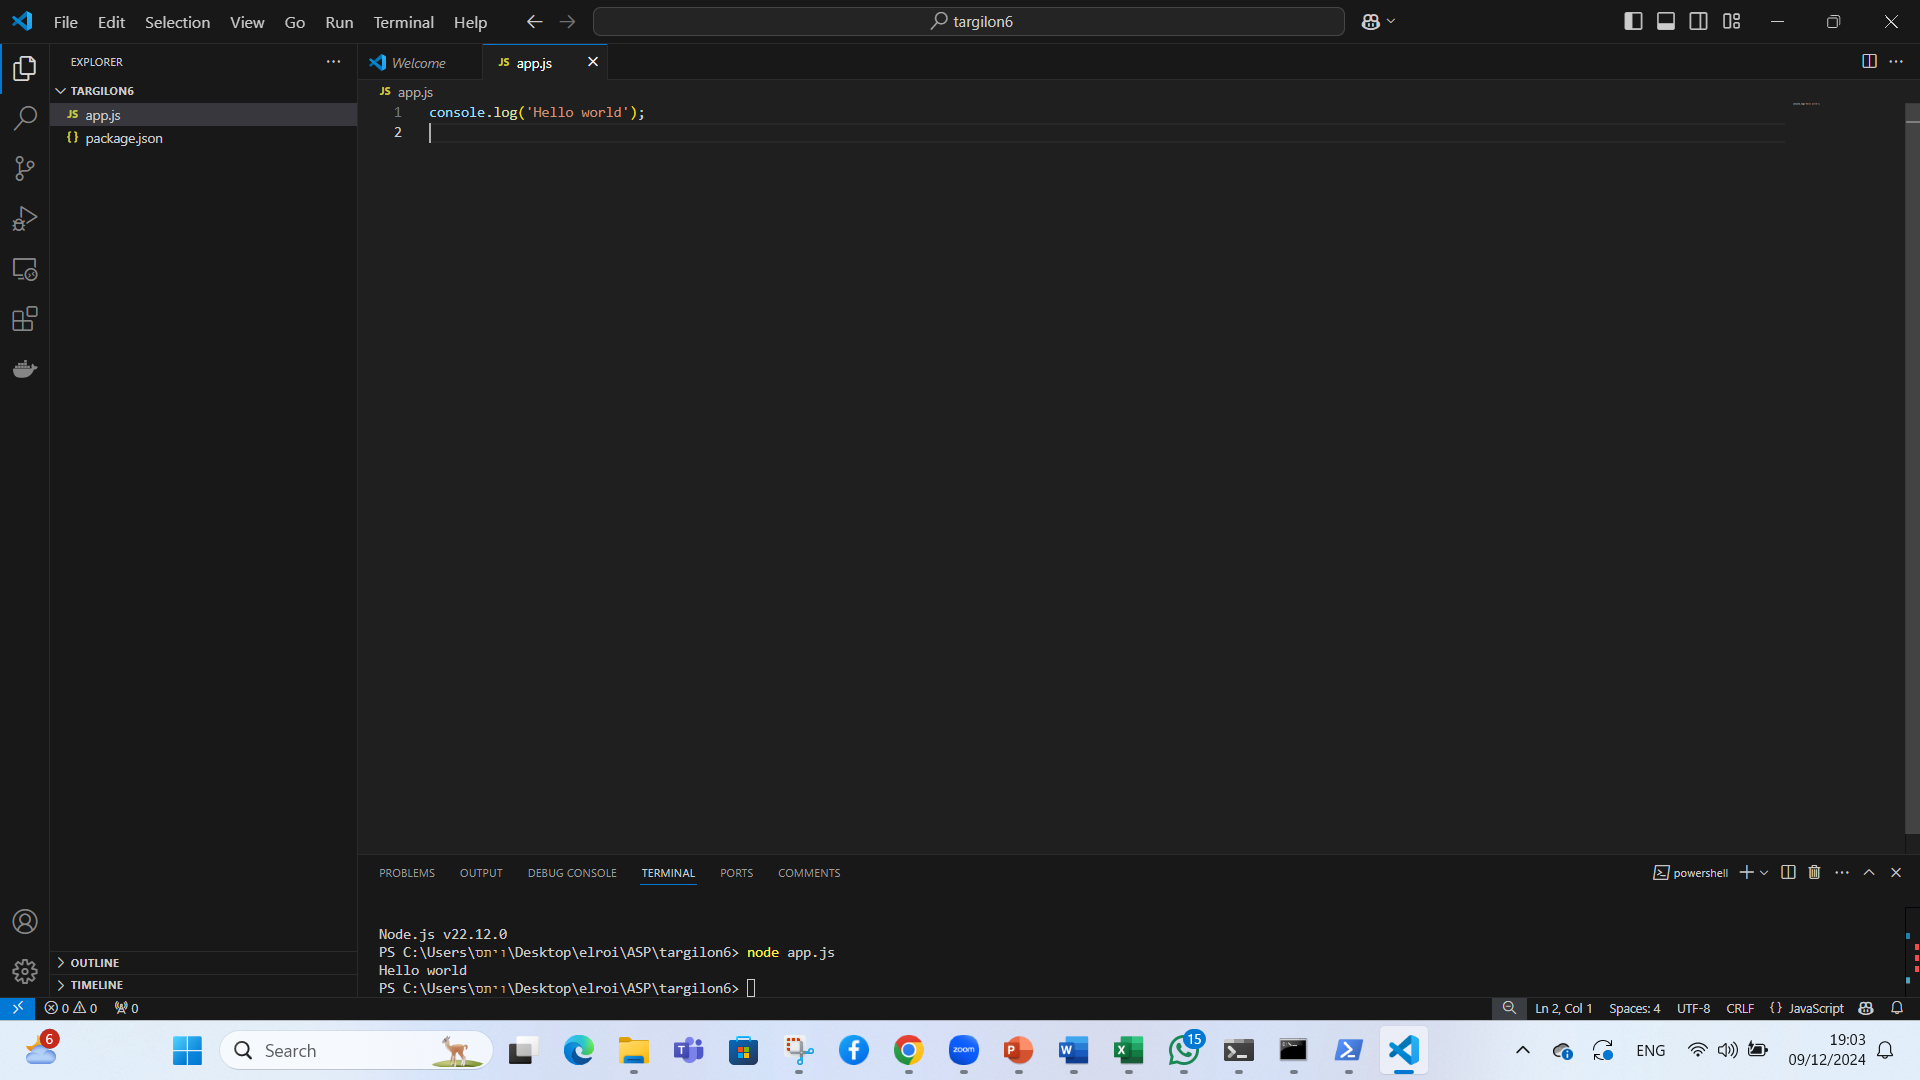 File Edit Selection View Go Run Terminal Help
targilon6
EXPLORER
Welcome
JS app.js
TARGILON6
JS app.js
{} package.json
JS app.js
1 console.log('Hello world');
2
PROBLEMS OUTPUT DEBUG CONSOLE TERMINAL PORTS COMMENTS
powershell
Node.js v22.12.0
PS C:\Users\ויתס\Desktop\elroi\ASP\targilon6> node app.js
Hello world
PS C:\Users\ויתס\Desktop\elroi\ASP\targilon6>
OUTLINE
TIMELINE
0 0 0
Ln 2, Col 1 Spaces: 4 UTF-8 CRLF {} JavaScript
6
Search
zoom
15
ENG
19:03
09/12/2024